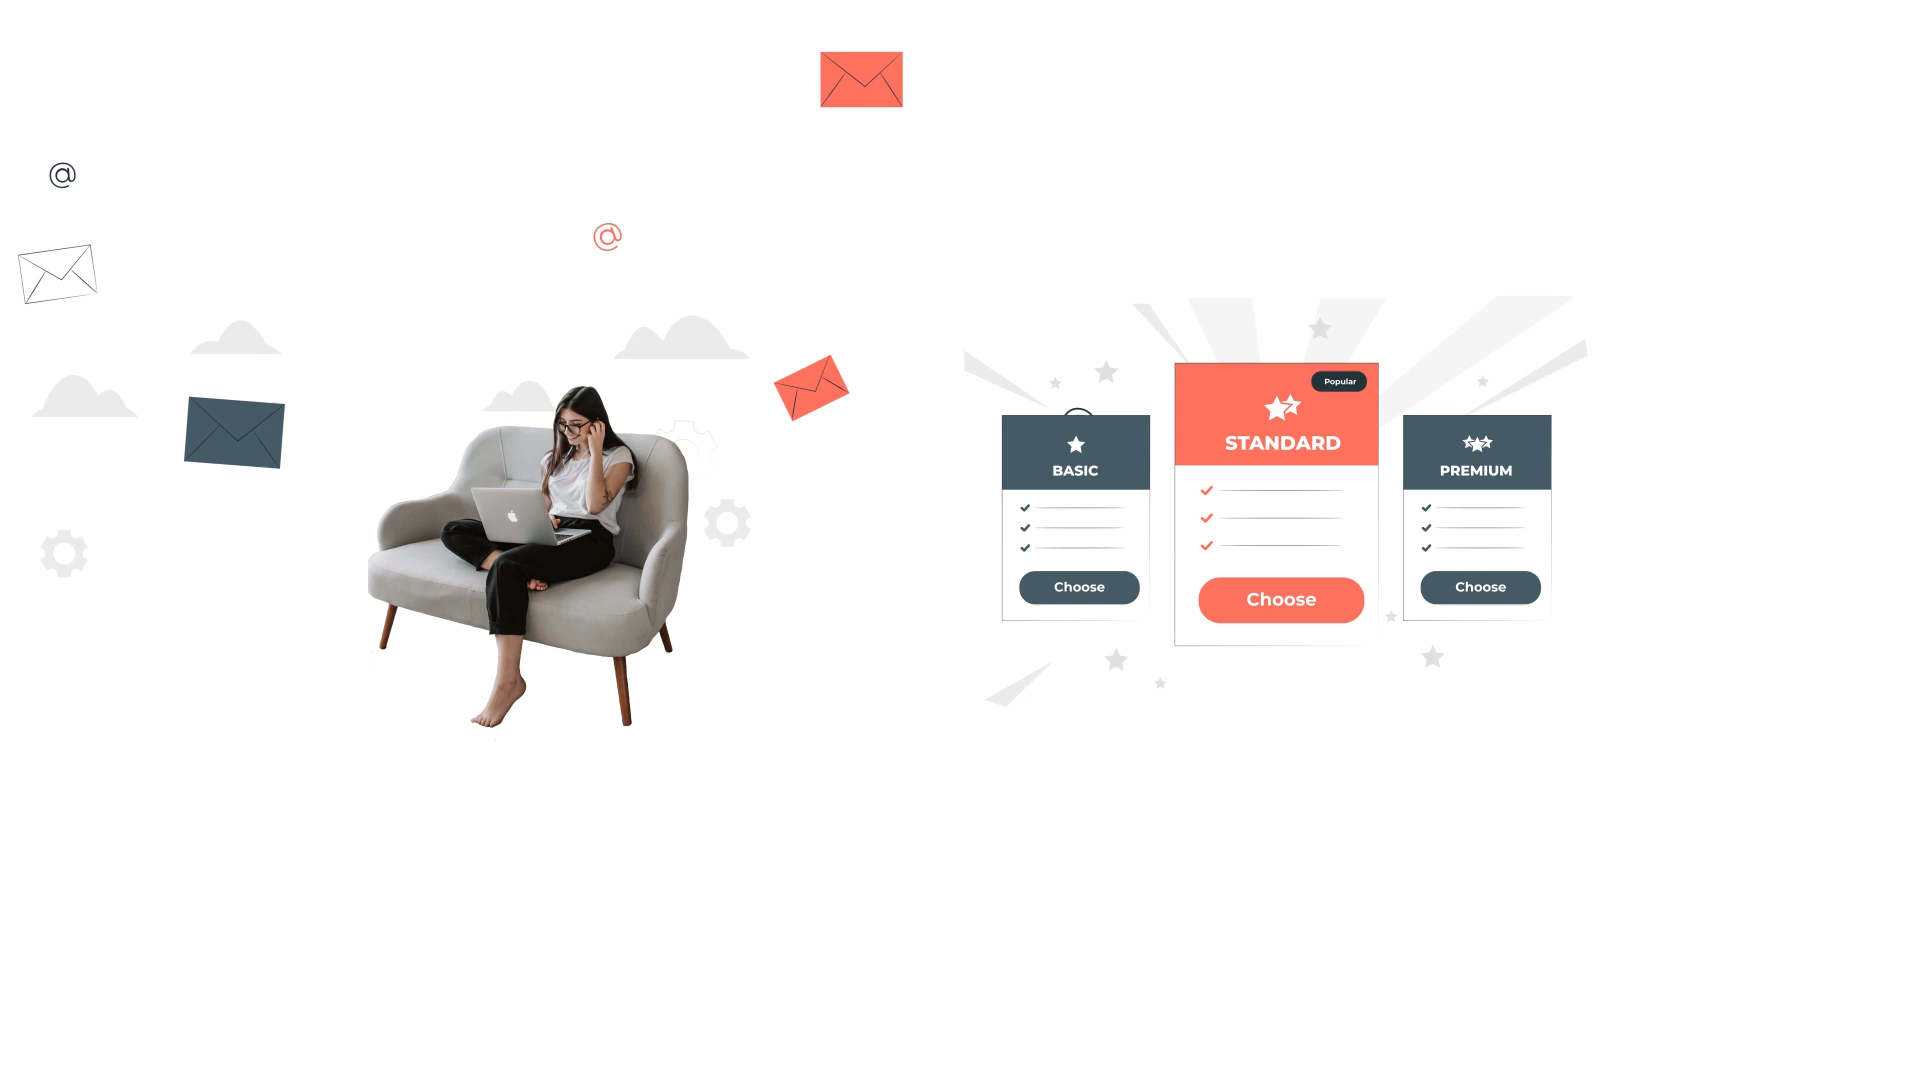 @
@
Popular
STANDARD
BASIC
PREMIUM
Choose
Choose
Choose